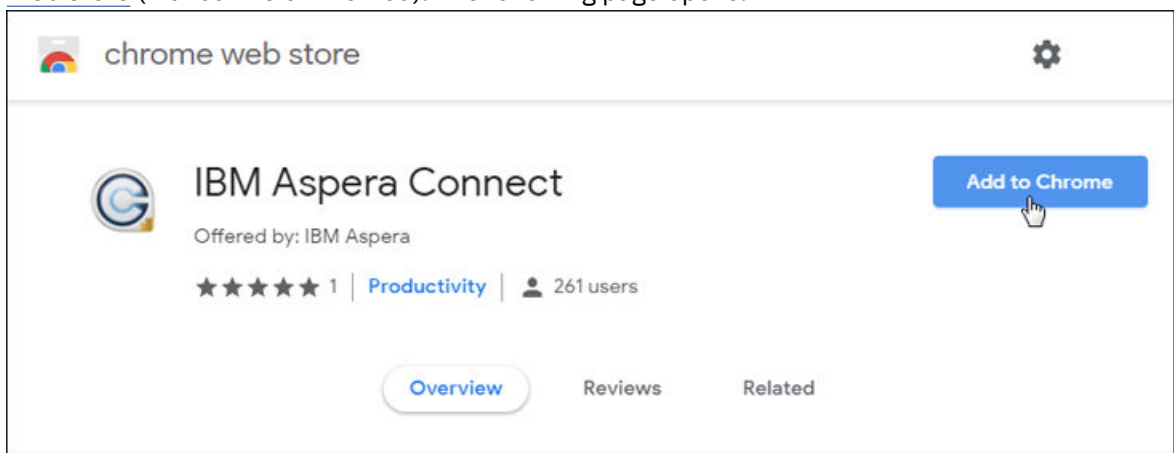 chrome web store
IBM Aspera Connect
Add to Chrome
Offered by: IBM Aspera
1 | Productivity | 261 users
Overview Reviews Related